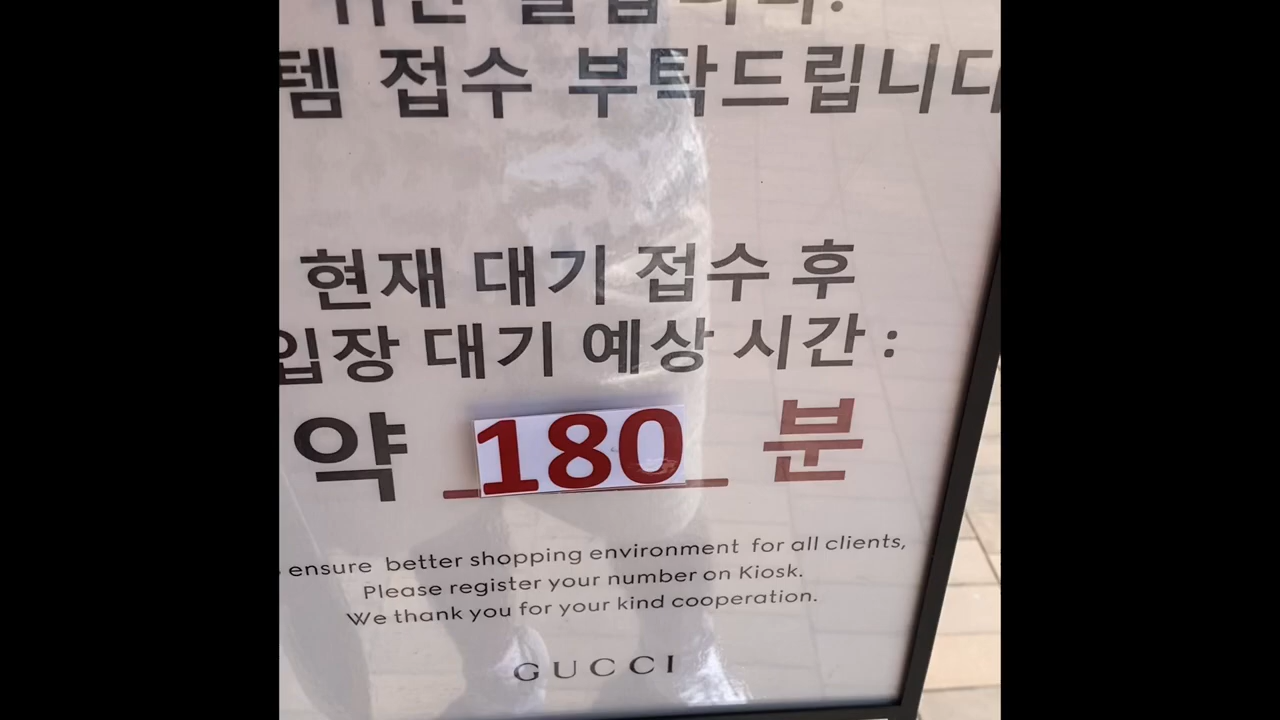 템 접수 부탁드립니다
현재 대기 접수 후
입장 대기 예상 시간 :
약 180 분
ensure better shopping environment for all clients,
Please register your number on Kiosk.
We thank you for your kind cooperation.
GUCCI